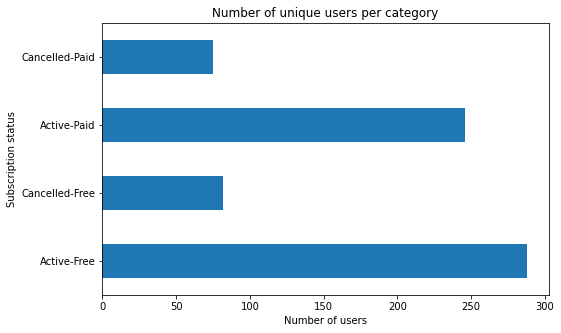 Number of unique users per category
Subscription status
Cancelled-Paid
Active-Paid
Cancelled-Free
Active-Free
0 50 100 150 200 250 300
Number of users